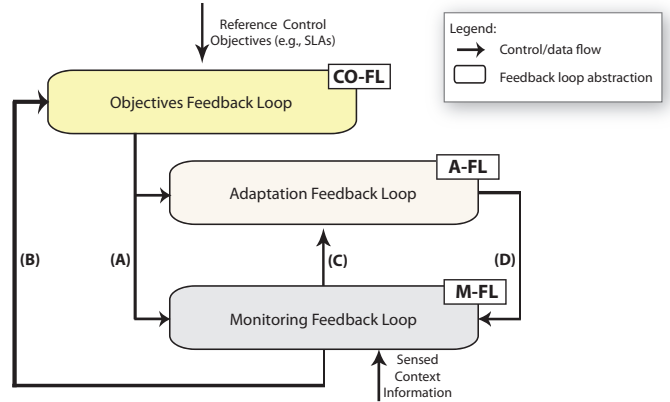 Reference Control
Objectives (e.g., SLAs)
Legend:
Control/data flow
Feedback loop abstraction
CO-FL
Objectives Feedback Loop
A-FL
Adaptation Feedback Loop
(B)
(A)
(C)
(D)
M-FL
Monitoring Feedback Loop
Sensed
Context
Information